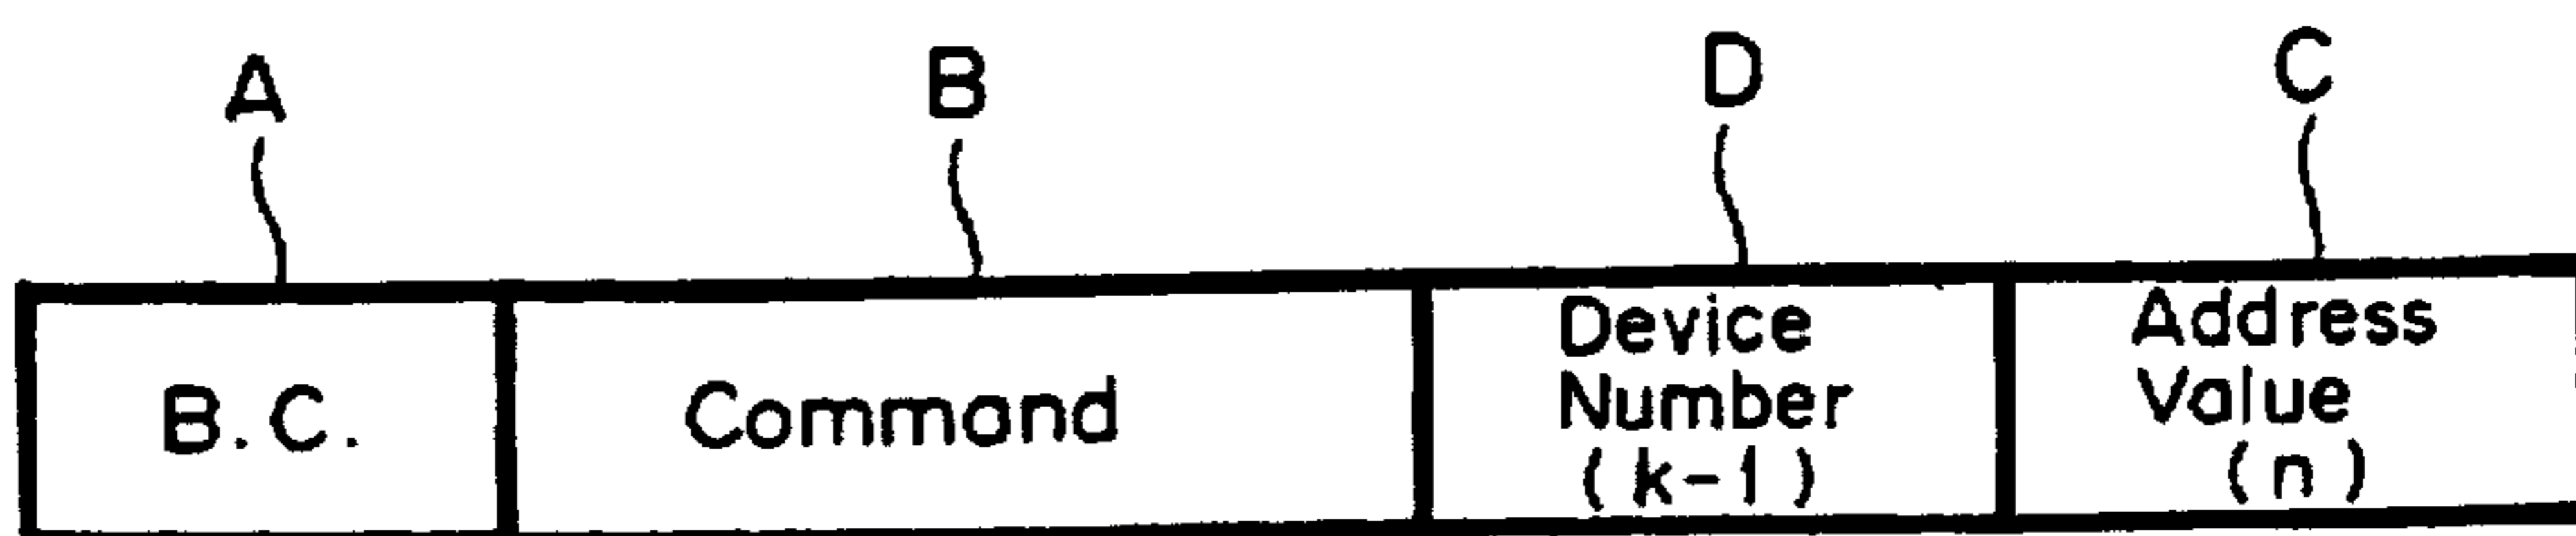 A
B
D
C
B.C.
Command
Device
Number
(k-1)
Address
Value
(n)